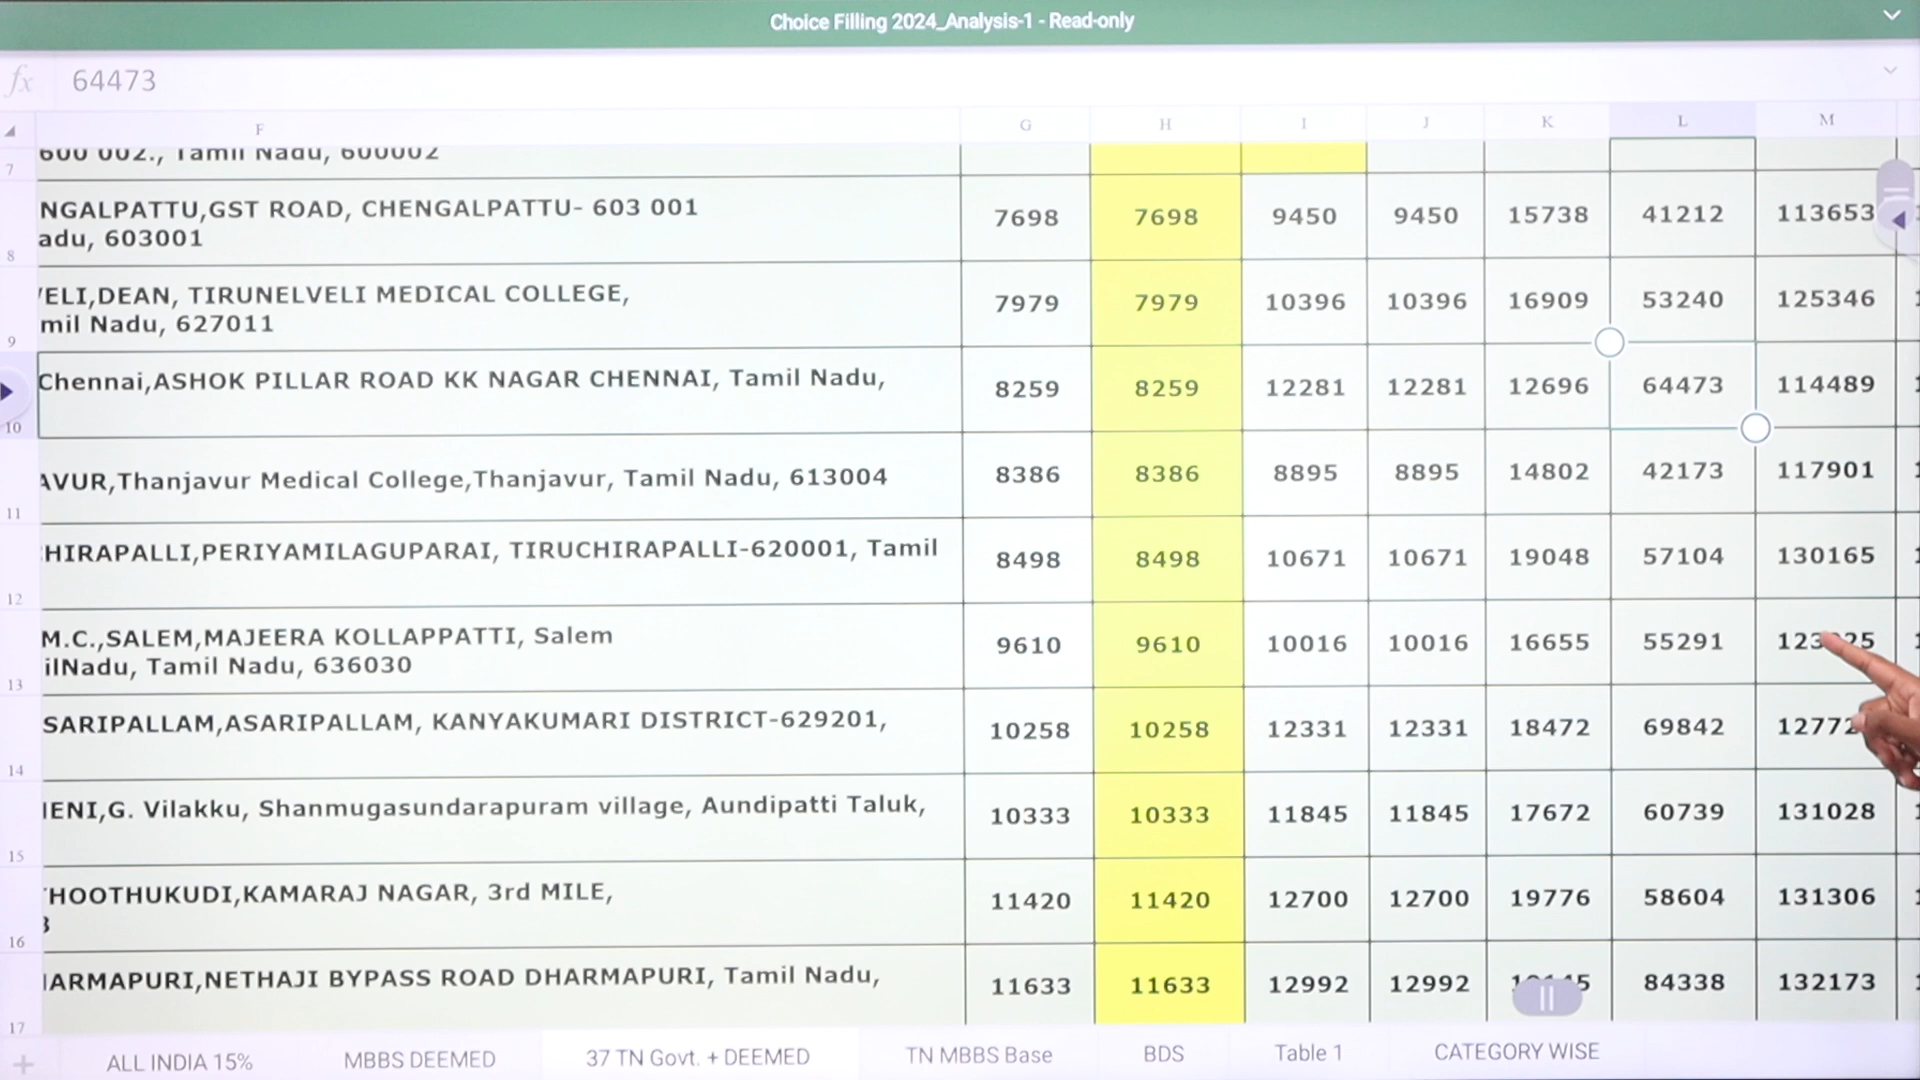 Choice Filling 2024_Analysis-1 - Read-only
fx 64473
F G H I J K L M
7 600 002., Tamil Nadu, 600002
NGALPATTU,GST ROAD, CHENGALPATTU- 603 001
adu, 603001
8 7698 7698 9450 9450 15738 41212 113653
ELI,DEAN, TIRUNELVELI MEDICAL COLLEGE,
mil Nadu, 627011
9 7979 7979 10396 10396 16909 53240 125346
Chennai,ASHOK PILLAR ROAD KK NAGAR CHENNAI, Tamil Nadu,
10 8259 8259 12281 12281 12696 64473 114489
AVUR,Thanjavur Medical College,Thanjavur, Tamil Nadu, 613004
11 8386 8386 8895 8895 14802 42173 117901
HIRAPALLI,PERIYAMILAGUPARAI, TIRUCHIRAPALLI-620001, Tamil
12 8498 8498 10671 10671 19048 57104 130165
M.C.,SALEM,MAJEERA KOLLAPPATTI, Salem
ilNadu, Tamil Nadu, 636030
13 9610 9610 10016 10016 16655 55291
SARIPALLAM,ASARIPALLAM, KANYAKUMARI DISTRICT-629201,
14 10258 10258 12331 12331 18472 69842
ENI,G. Vilakku, Shanmugasundarapuram village, Aundipatti Taluk,
15 10333 10333 11845 11845 17672 60739 131028
HOOTHUKUDI,KAMARAJ NAGAR, 3rd MILE,
3
16 11420 11420 12700 12700 19776 58604 131306
ARMAPURI,NETHAJI BYPASS ROAD DHARMAPURI, Tamil Nadu,
17 11633 11633 12992 12992 84338 132173
+ ALL INDIA 15% MBBS DEEMED 37 TN Govt. + DEEMED TN MBBS Base BDS Table 1 CATEGORY WISE